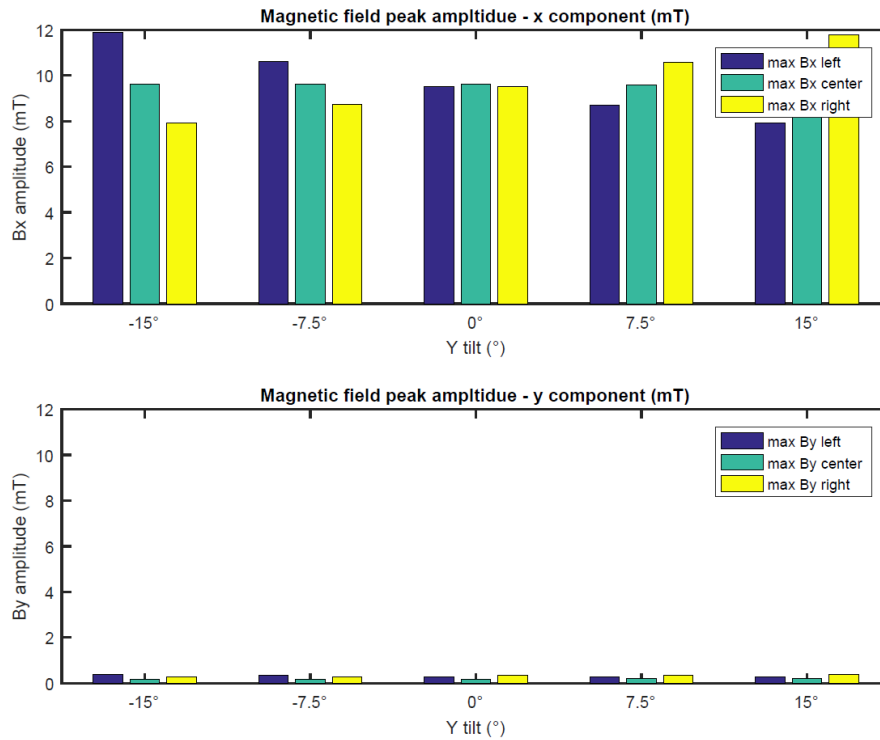 Magnetic field peak ampltidue - x component (mT)
12
10
8
6
4
2
0
Bx amplitude (mT)
max Bx left
max Bx center
max Bx right
-15°
-7.5°
0°
7.5°
15°
Y tilt (°)
Magnetic field peak ampltidue - y component (mT)
12
10
8
6
4
2
0
By amplitude (mT)
max By left
max By center
max By right
-15°
-7.5°
0°
7.5°
15°
Y tilt (°)